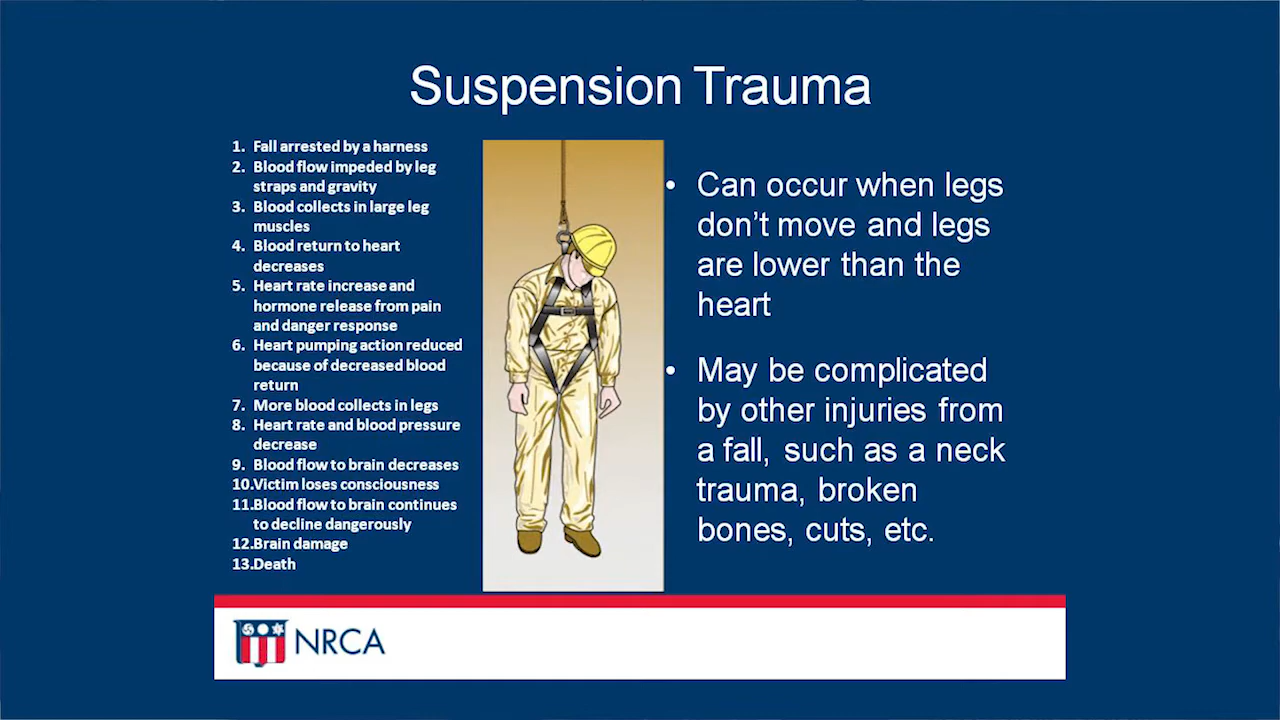 Suspension Trauma
1. Fall arrested by a harness
2. Blood flow impeded by leg
straps and gravity
3. Blood collects in large leg
muscles
4. Blood return to heart
decreases
5. Heart rate increase and
hormone release from pain
and danger response
6. Heart pumping action reduced
because of decreased blood
return
7. More blood collects in legs
8. Heart rate and blood pressure
decrease
9. Blood flow to brain decreases
10.Victim loses consciousness
11.Blood flow to brain continues
to decline dangerously
12.Brain damage
13.Death
• Can occur when legs
don’t move and legs
are lower than the
heart
• May be complicated
by other injuries from
a fall, such as a neck
trauma, broken
bones, cuts, etc.
NRCA